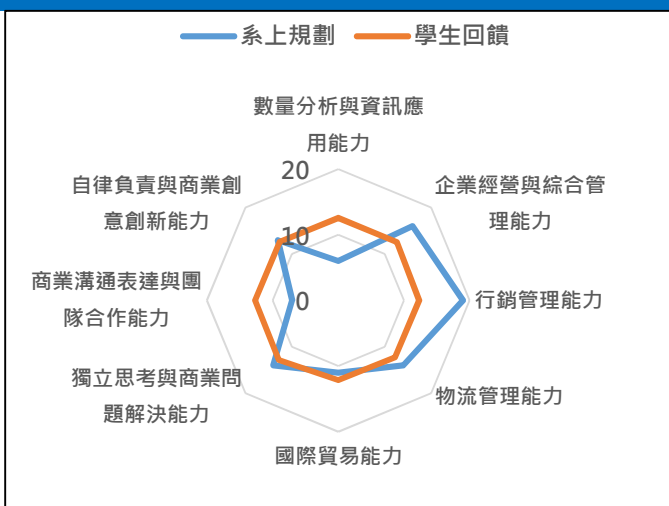 系上規劃
學生回饋
數量分析與資訊應
用能力
企業經營與綜合管
理能力
行銷管理能力
物流管理能力
國際貿易能力
獨立思考與商業問
題解決能力
商業溝通表達與團
隊合作能力
自律負責與商業創
意創新能力
20
10
0